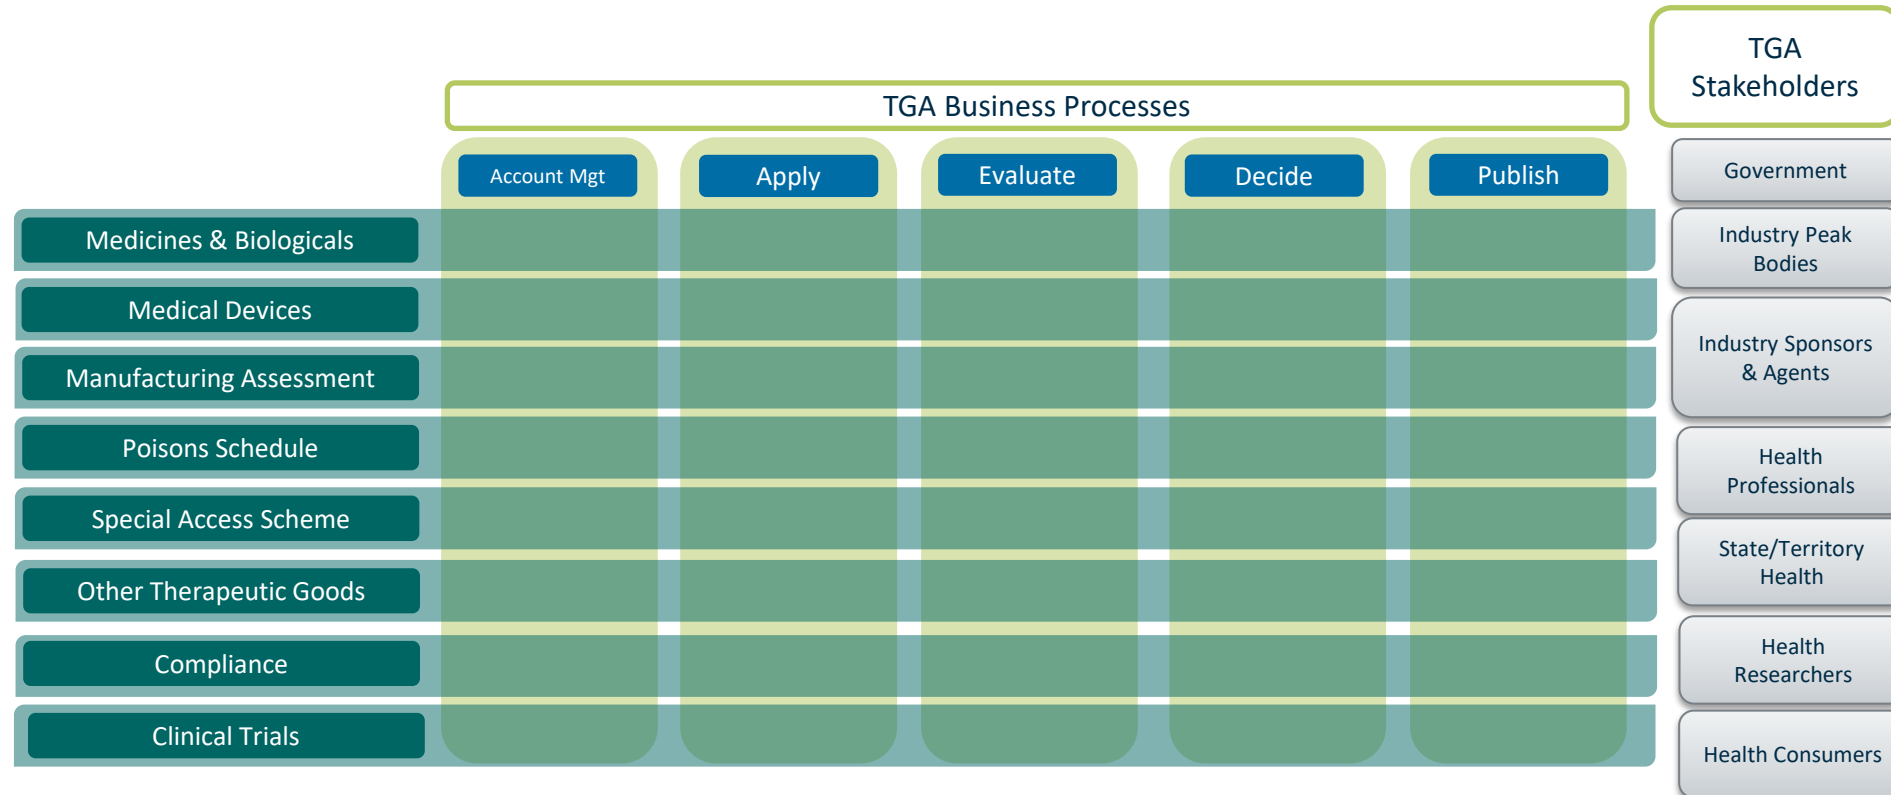 TGA
Stakeholders
TGA Business Processes
Account Mgt
Apply
Evaluate
Decide
Publish
Medicines & Biologicals
Medical Devices
Manufacturing Assessment
Poisons Schedule
Special Access Scheme
Other Therapeutic Goods
Compliance
Clinical Trials
Government
Industry Peak
Bodies
Industry Sponsors
& Agents
Health
Professionals
State/Territory
Health
Health
Researchers
Health Consumers